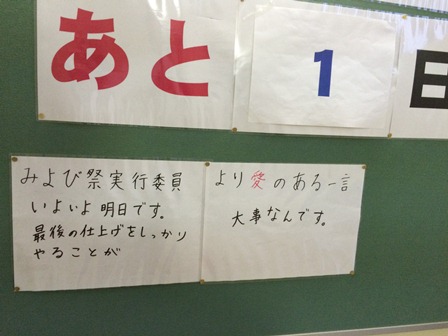 あと 1 日
みよび祭実行委員
いよいよ明日です。
最後の仕上げをしっかり
やることが
より愛のある一言
大事なんです。